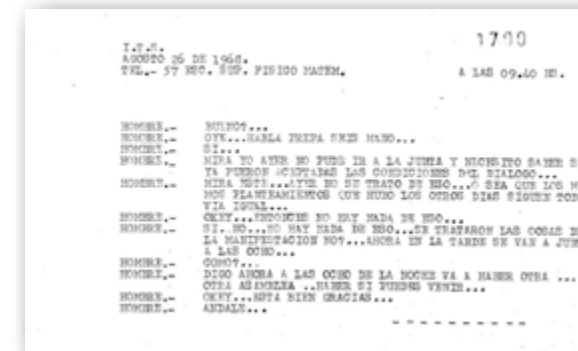 1700
I.T.S.
AGOSTO 26 DE 1968.
TEL.- 57 ESC. SUP. FISICO MATEM. A LAS 09.40 HS.
HOMBRE.- BUENO?...
HOMBRE.- OYE...HABLA TRIPA SEIS MANO...
HOMBRE.- SI...
HOMBRE.- MIRA YO AYER NO PUDE IR A LA JUNTA Y NECESITO SABER S
YA FUERON ACEPTADAS LAS CONDICIONES DEL DIALOGO...
HOMBRE.- MIRA ESTE...AYER NO SE TRATO DE ESO...O SEA QUE LOS M
MOS PLANTEAMIENTOS QUE HUBO LOS OTROS DIAS SIGUEN TOD
VIA IGUAL...
HOMBRE.- OKEY...ENTONCES NO HAY NADA DE ESO...
HOMBRE.- SI..NO...NO HAY NADA DE ESO...SE TRATARON LAS COSAS DE
LA MANIFESTACION NO?...AHORA EN LA TARDE SE VAN A JUN
A LAS OCHO...
HOMBRE.- COMO?...
HOMBRE.- DIGO AHORA A LAS OCHO DE LA NOCHE VA A HABER OTRA ...
OTRA ASAMBLEA ..HABER SI PUEDES VENIR...
HOMBRE.- OKEY...ESTA BIEN GRACIAS...
HOMBRE.- ANDALE...
- - - - - - - - - -